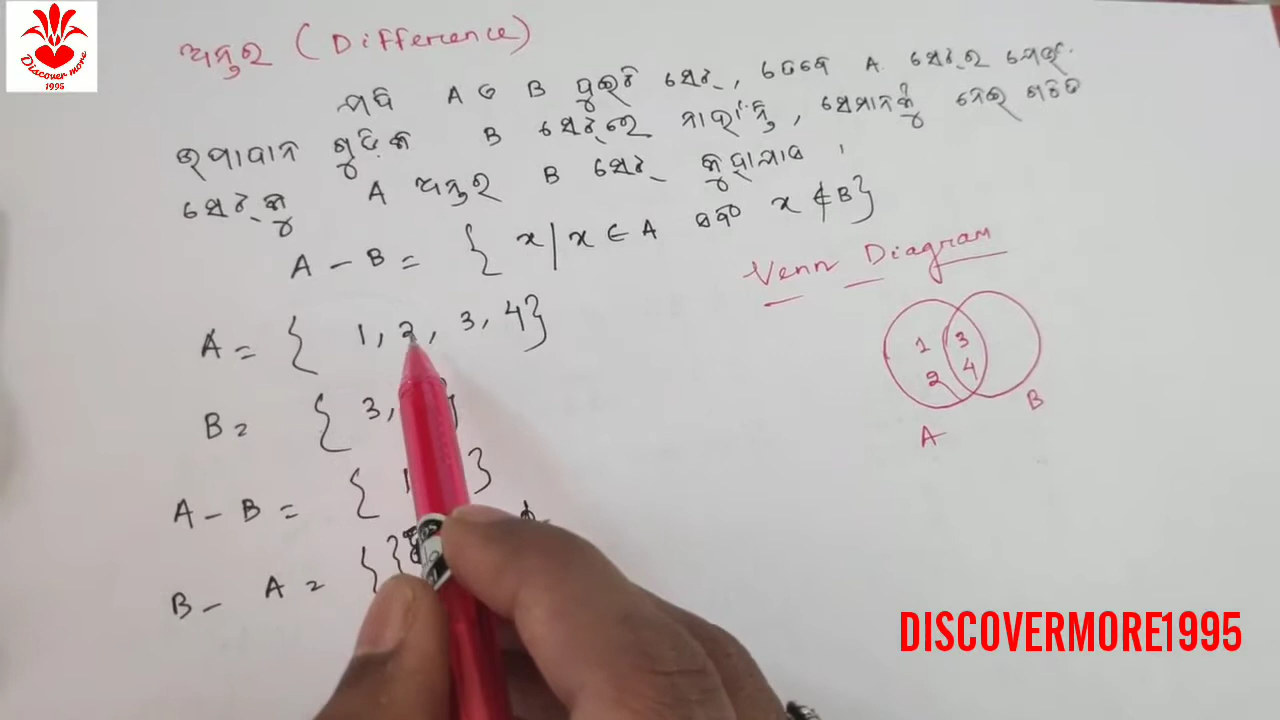 Discover more
1995
ଅନ୍ତର (Difference)
ଯଦି A ଓ B ଦୁଇଟି ସେଟ୍, ତେବେ A ସେଟ୍‌ର ଯେଉଁ
ଉପାଦାନ ଗୁଡ଼ିକ B ସେଟ୍‌ରେ ନାହାଁନ୍ତି, ସେମାନଙ୍କୁ ନେଇ ଗଠିତ
ସେଟ୍‌କୁ A ଅନ୍ତର B ସେଟ୍ କୁହାଯାଏ ।
A - B = { x | x ∈ A ଏବଂ x ∉ B}
Venn Diagram
A = { 1, 2, 3, 4}
1 3
2 4
B = { 3,
B
A
A - B = { 1 }
B - A = {
DISCOVERMORE1995